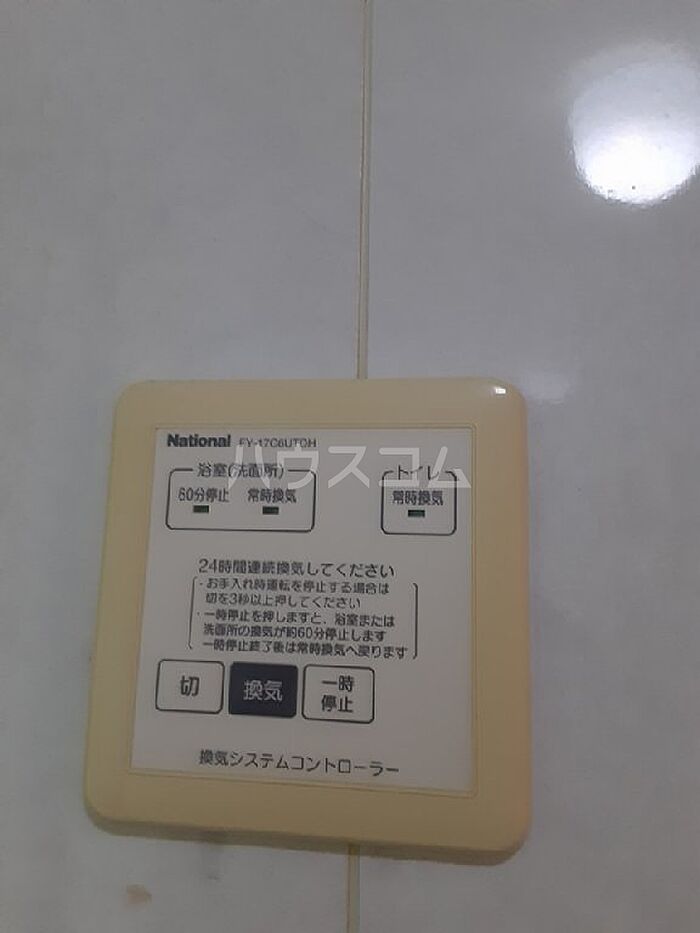 National FY-17C6UTCH
浴室(洗面所)
60分停止 常時換気
トイレ
常時換気
ハウスコム
24時間連続換気してください
・お手入れ時運転を停止する場合は
切を3秒以上押してください
・一時停止を押しますと、浴室または
洗面所の換気が約60分停止します
一時停止終了後は常時換気へ戻ります
切
換気
一時
停止
換気システムコントローラー